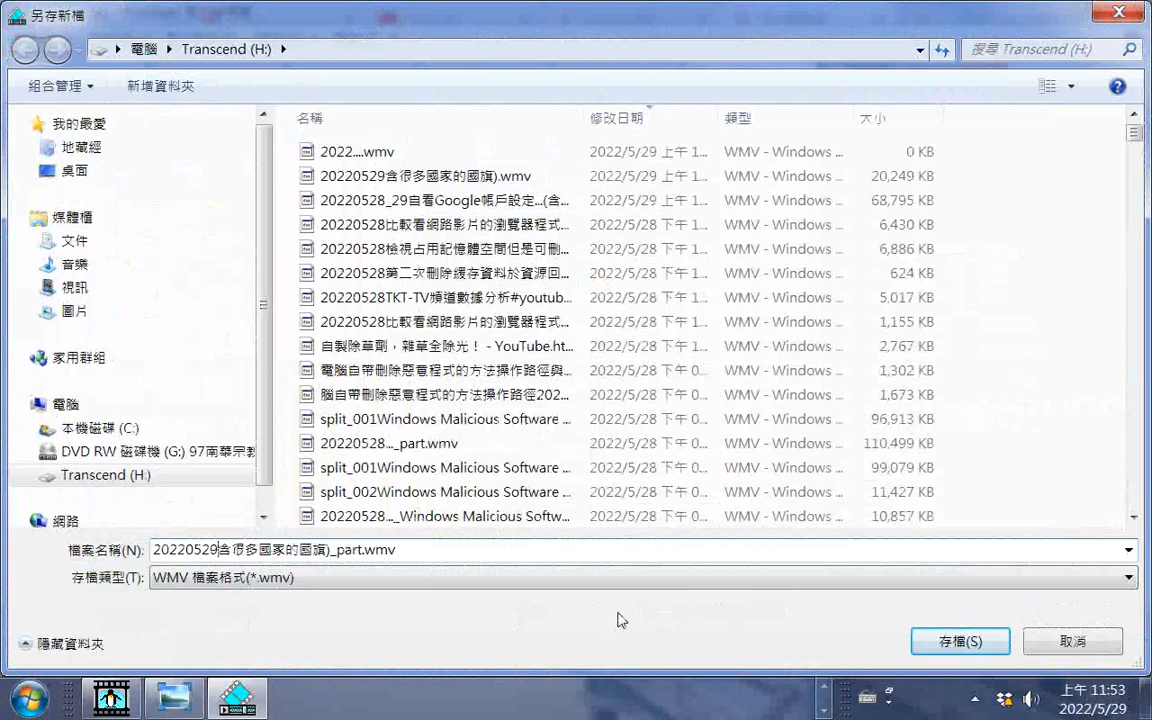 另存新檔
電腦 Transcend (H:)
搜尋 Transcend (H:)
組合管理
新增資料夾
我的最愛
地藏經
桌面
媒體櫃
文件
音樂
視訊
圖片
家用群組
電腦
本機磁碟 (C:)
DVD RW 磁碟機 (G:) 97南華宗教
Transcend (H:)
網路
名稱 修改日期 類型 大小
2022....wmv 2022/5/29 上午 1... WMV - Windows ... 0 KB
20220529含很多國家的國旗).wmv 2022/5/29 上午 1... WMV - Windows ... 20,249 KB
20220528_29自看Google帳戶設定...(含... 2022/5/29 上午 1... WMV - Windows ... 68,795 KB
20220528比較看網路影片的瀏覽器程式... 2022/5/28 下午 1... WMV - Windows ... 6,430 KB
20220528檢視占用記憶體空間但是可刪... 2022/5/28 下午 1... WMV - Windows ... 6,886 KB
20220528第二次刪除緩存資料於資源回... 2022/5/28 下午 1... WMV - Windows ... 624 KB
20220528TKT-TV頻道數據分析#youtub... 2022/5/28 下午 1... WMV - Windows ... 5,017 KB
20220528比較看網路影片的瀏覽器程式... 2022/5/28 下午 1... WMV - Windows ... 1,155 KB
自製除草劑，雜草全除光！ - YouTube.ht... 2022/5/28 下午 1... WMV - Windows ... 2,767 KB
電腦自帶刪除惡意程式的方法操作路徑與... 2022/5/28 下午 0... WMV - Windows ... 1,302 KB
腦自帶刪除惡意程式的方法操作路徑202... 2022/5/28 下午 0... WMV - Windows ... 1,673 KB
split_001Windows Malicious Software ... 2022/5/28 下午 0... WMV - Windows ... 96,913 KB
20220528..._part.wmv 2022/5/28 下午 0... WMV - Windows ... 110,499 KB
split_001Windows Malicious Software ... 2022/5/28 下午 0... WMV - Windows ... 99,079 KB
split_002Windows Malicious Software ... 2022/5/28 下午 0... WMV - Windows ... 11,427 KB
20220528..._Windows Malicious Softw... 2022/5/28 下午 0... WMV - Windows ... 10,857 KB
檔案名稱(N): 20220529含很多國家的國旗)_part.wmv
存檔類型(T): WMV 檔案格式(*.wmv)
隱藏資料夾
存檔(S)
取消
上午 11:53
2022/5/29